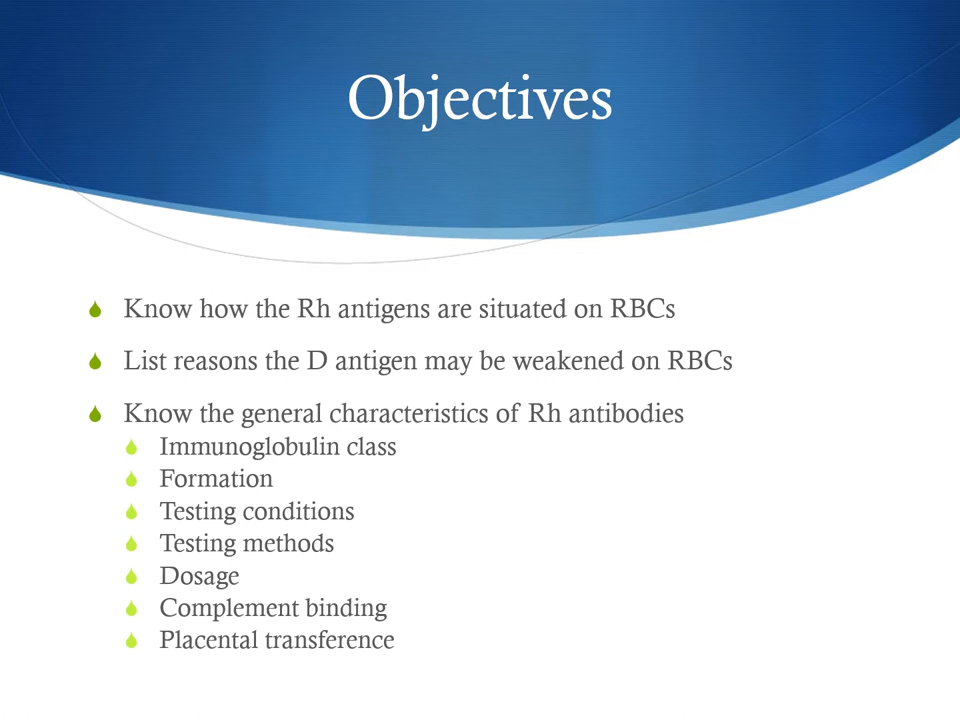 Objectives
Know how the Rh antigens are situated on RBCs
List reasons the D antigen may be weakened on RBCs
Know the general characteristics of Rh antibodies
Immunoglobulin class
Formation
Testing conditions
Testing methods
Dosage
Complement binding
Placental transference